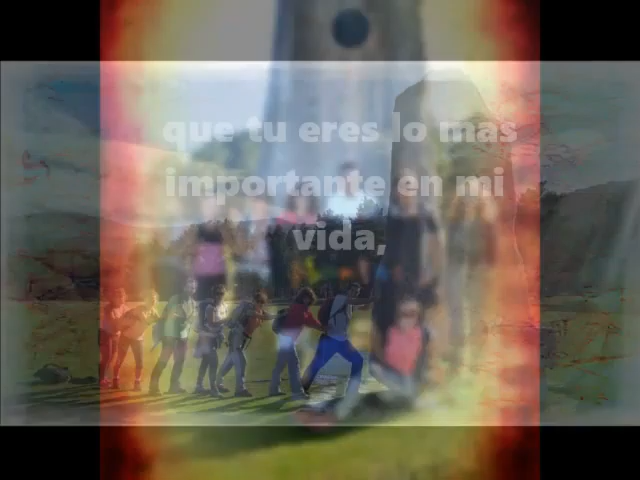 que tu eres lo mas
importante en mi
vida,